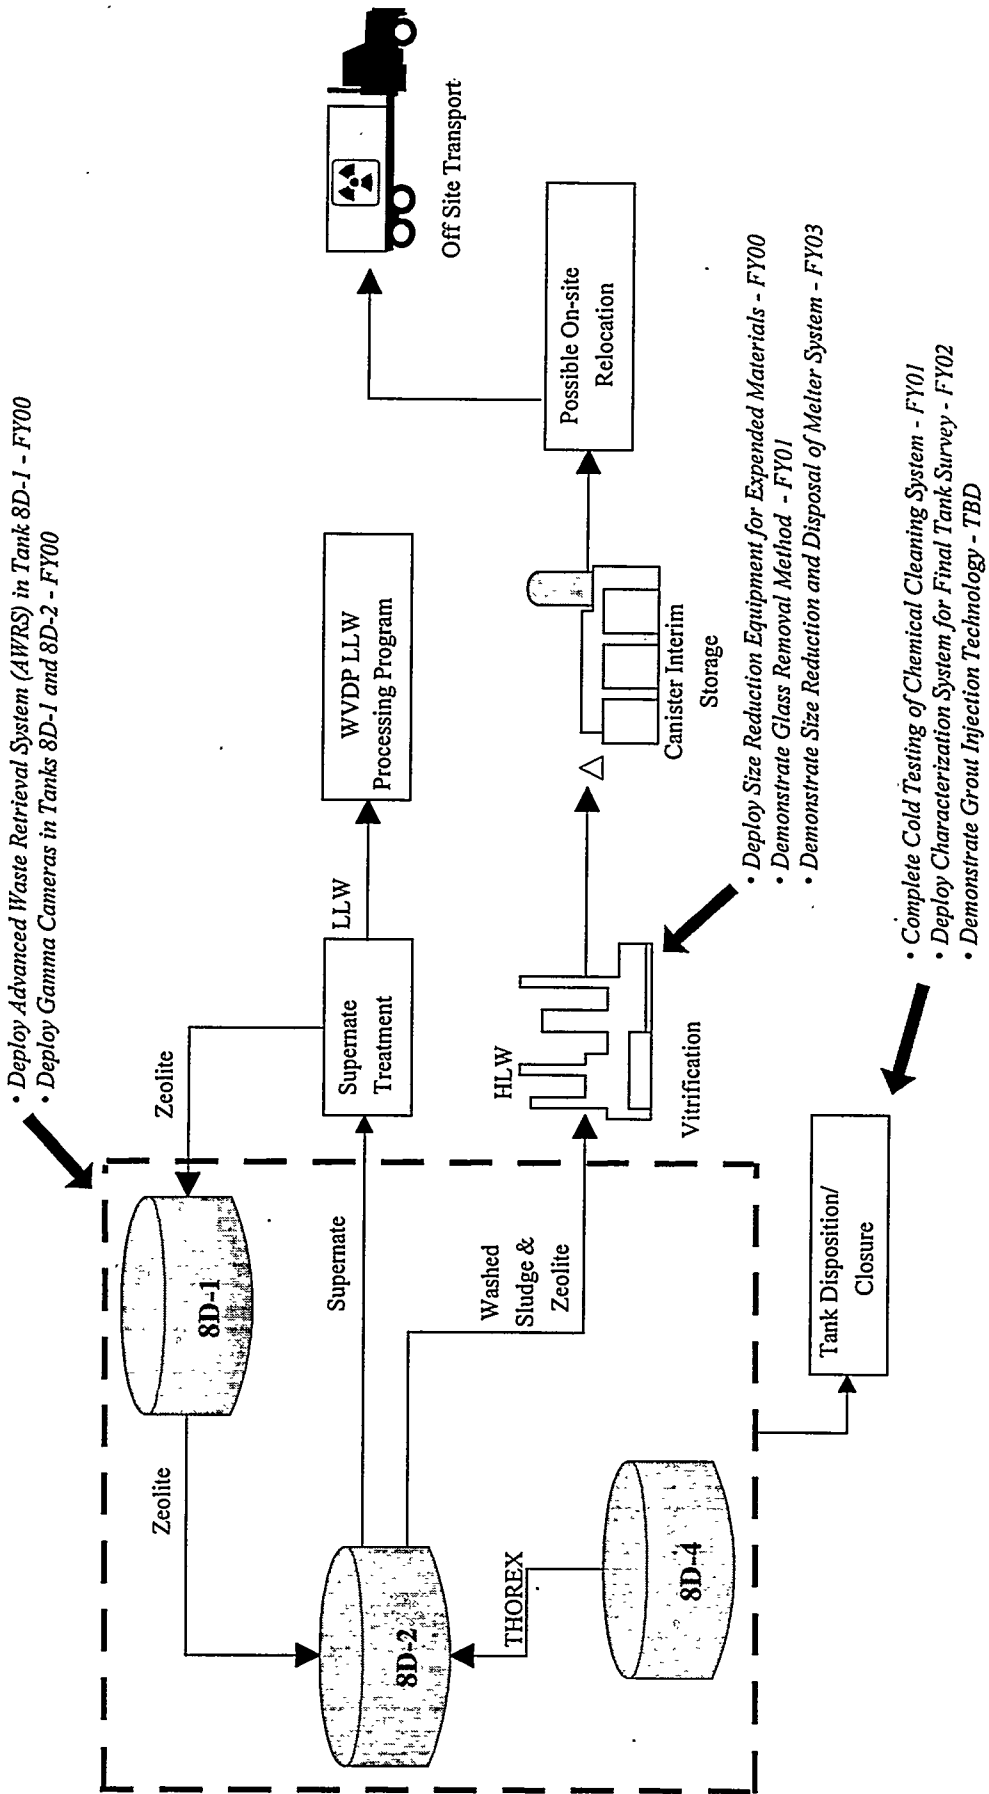 • Deploy Advanced Waste Retrieval System (AWRS) in Tank 8D-1 - FY00
• Deploy Gamma Cameras in Tanks 8D-1 and 8D-2 - FY00
Zeolite
Zeolite
8D-1
8D-2
THOREX
8D-4
Supernate
Washed
Sludge &
Zeolite
Supernate
Treatment
LLW
WVDP LLW
Processing Program
HLW
Vitrification
Canister Interim
Storage
Possible On-site
Relocation
Off Site Transport
• Deploy Size Reduction Equipment for Expended Materials - FY00
• Demonstrate Glass Removal Method - FY01
• Demonstrate Size Reduction and Disposal of Melter System - FY03
Tank Disposition/
Closure
• Complete Cold Testing of Chemical Cleaning System - FY01
• Deploy Characterization System for Final Tank Survey - FY02
• Demonstrate Grout Injection Technology - TBD